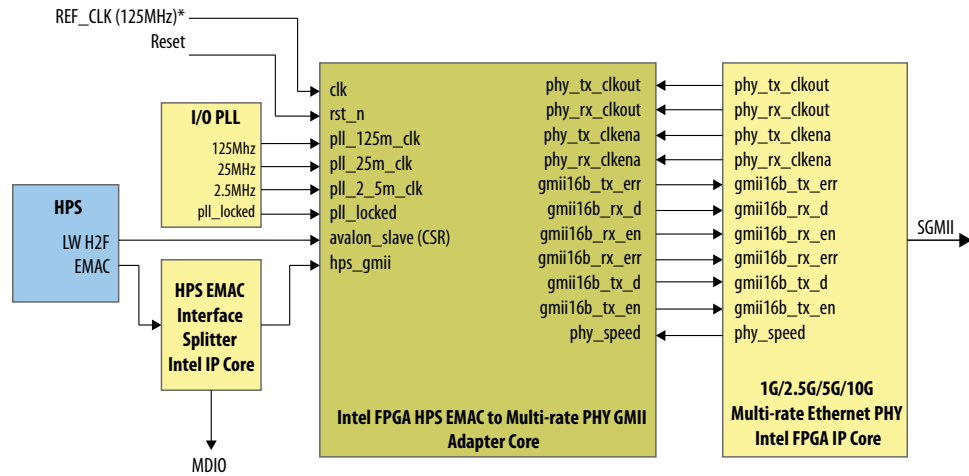 REF_CLK (125MHz)*
Reset
I/O PLL
125Mhz
25MHz
2.5MHz
pll_locked
HPS
LW H2F
EMAC
HPS EMAC
Interface
Splitter
Intel IP Core
MDIO
clk
rst_n
pll_125m_clk
pll_25m_clk
pll_2_5m_clk
pll_locked
avalon_slave (CSR)
hps_gmii
phy_tx_clkout
phy_rx_clkout
phy_tx_clkena
phy_rx_clkena
gmii16b_tx_err
gmii16b_rx_d
gmii16b_rx_en
gmii16b_rx_err
gmii16b_tx_d
gmii16b_tx_en
phy_speed
Intel FPGA HPS EMAC to Multi-rate PHY GMII
Adapter Core
phy_tx_clkout
phy_rx_clkout
phy_tx_clkena
phy_rx_clkena
gmii16b_tx_err
gmii16b_rx_d
gmii16b_rx_en
gmii16b_rx_err
gmii16b_tx_d
gmii16b_tx_en
phy_speed
1G/2.5G/5G/10G
Multi-rate Ethernet PHY
Intel FPGA IP Core
SGMII